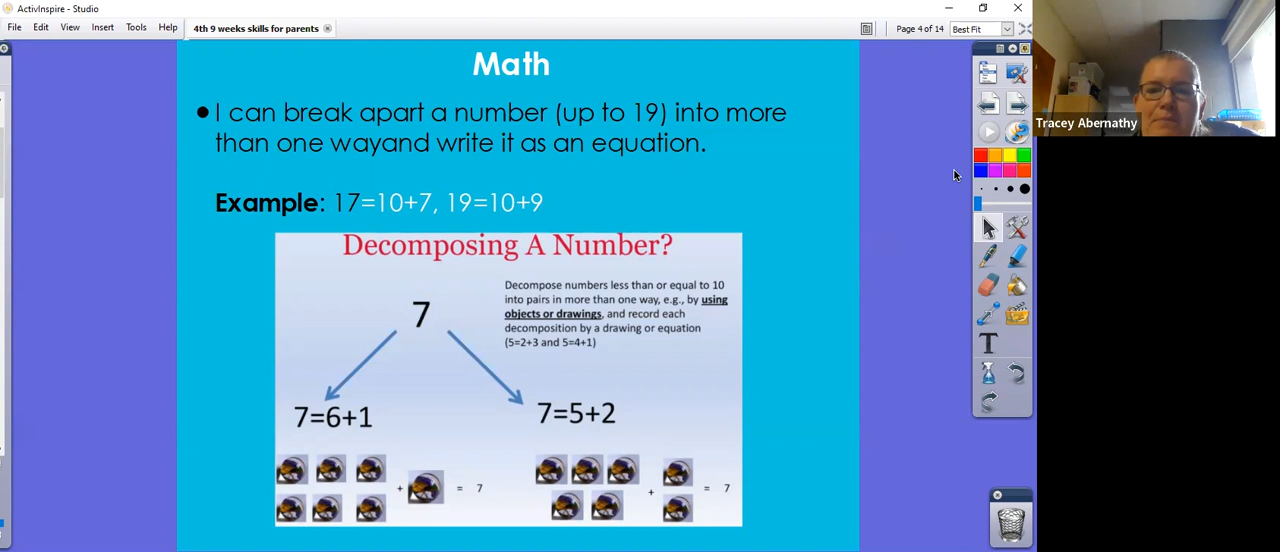 ActivInspire - Studio
File Edit View Insert Tools Help
4th 9 weeks skills for parents
Page 4 of 14
Best Fit
Tracey Abernathy
Math
● I can break apart a number (up to 19) into more
than one wayand write it as an equation.
Example: 17=10+7, 19=10+9
Decomposing A Number?
7
Decompose numbers less than or equal to 10
into pairs in more than one way, e.g., by using
objects or drawings, and record each
decomposition by a drawing or equation
(5=2+3 and 5=4+1)
7=6+1
7=5+2
+ = 7
+ = 7
T